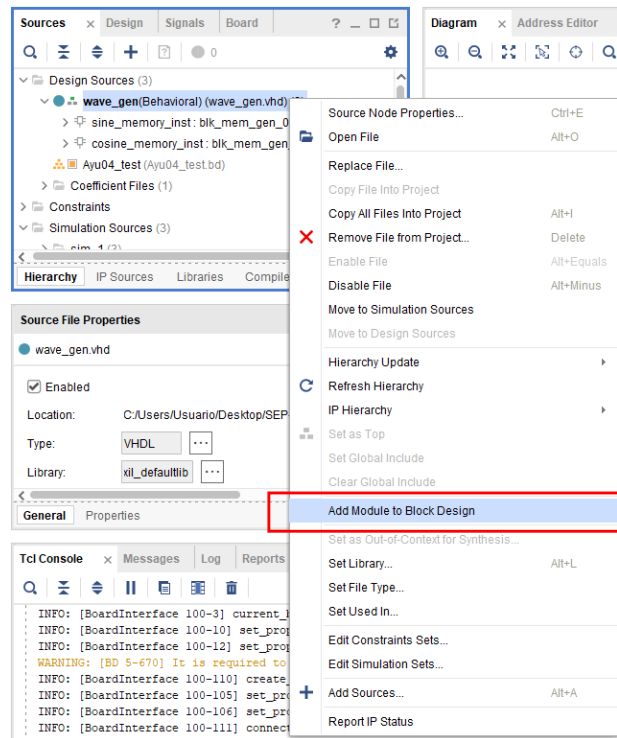 Sources × Design Signals Board ? _
Diagram × Address Editor
0
Design Sources (3)
wave_gen(Behavioral) (wave_gen.vhd)
sine_memory_inst : blk_mem_gen_0
cosine_memory_inst : blk_mem_gen
Ayu04_test (Ayu04_test.bd)
Coefficient Files (1)
Constraints
Simulation Sources (3)
sim_1 (3)
Hierarchy IP Sources Libraries Compile
Source File Properties
wave_gen.vhd
Enabled
Location: C:/Users/Usuario/Desktop/SEP
Type: VHDL ...
Library: xil_defaultlib ...
General Properties
Tcl Console × Messages Log Reports
INFO: [BoardInterface 100-3] current_b
INFO: [BoardInterface 100-10] set_prop
INFO: [BoardInterface 100-12] set_prop
WARNING: [BD 5-670] It is required to
INFO: [BoardInterface 100-110] create_
INFO: [BoardInterface 100-105] set_pro
INFO: [BoardInterface 100-106] set_pro
INFO: [BoardInterface 100-111] connect
Source Node Properties... Ctrl+E
Open File Alt+O
Replace File...
Copy File Into Project
Copy All Files Into Project Alt+I
Remove File from Project... Delete
Enable File Alt+Equals
Disable File Alt+Minus
Move to Simulation Sources
Move to Design Sources
Hierarchy Update
Refresh Hierarchy
IP Hierarchy
Set as Top
Set Global Include
Clear Global Include
Add Module to Block Design
Set as Out-of-Context for Synthesis...
Set Library... Alt+L
Set File Type...
Set Used In...
Edit Constraints Sets...
Edit Simulation Sets...
Add Sources... Alt+A
Report IP Status